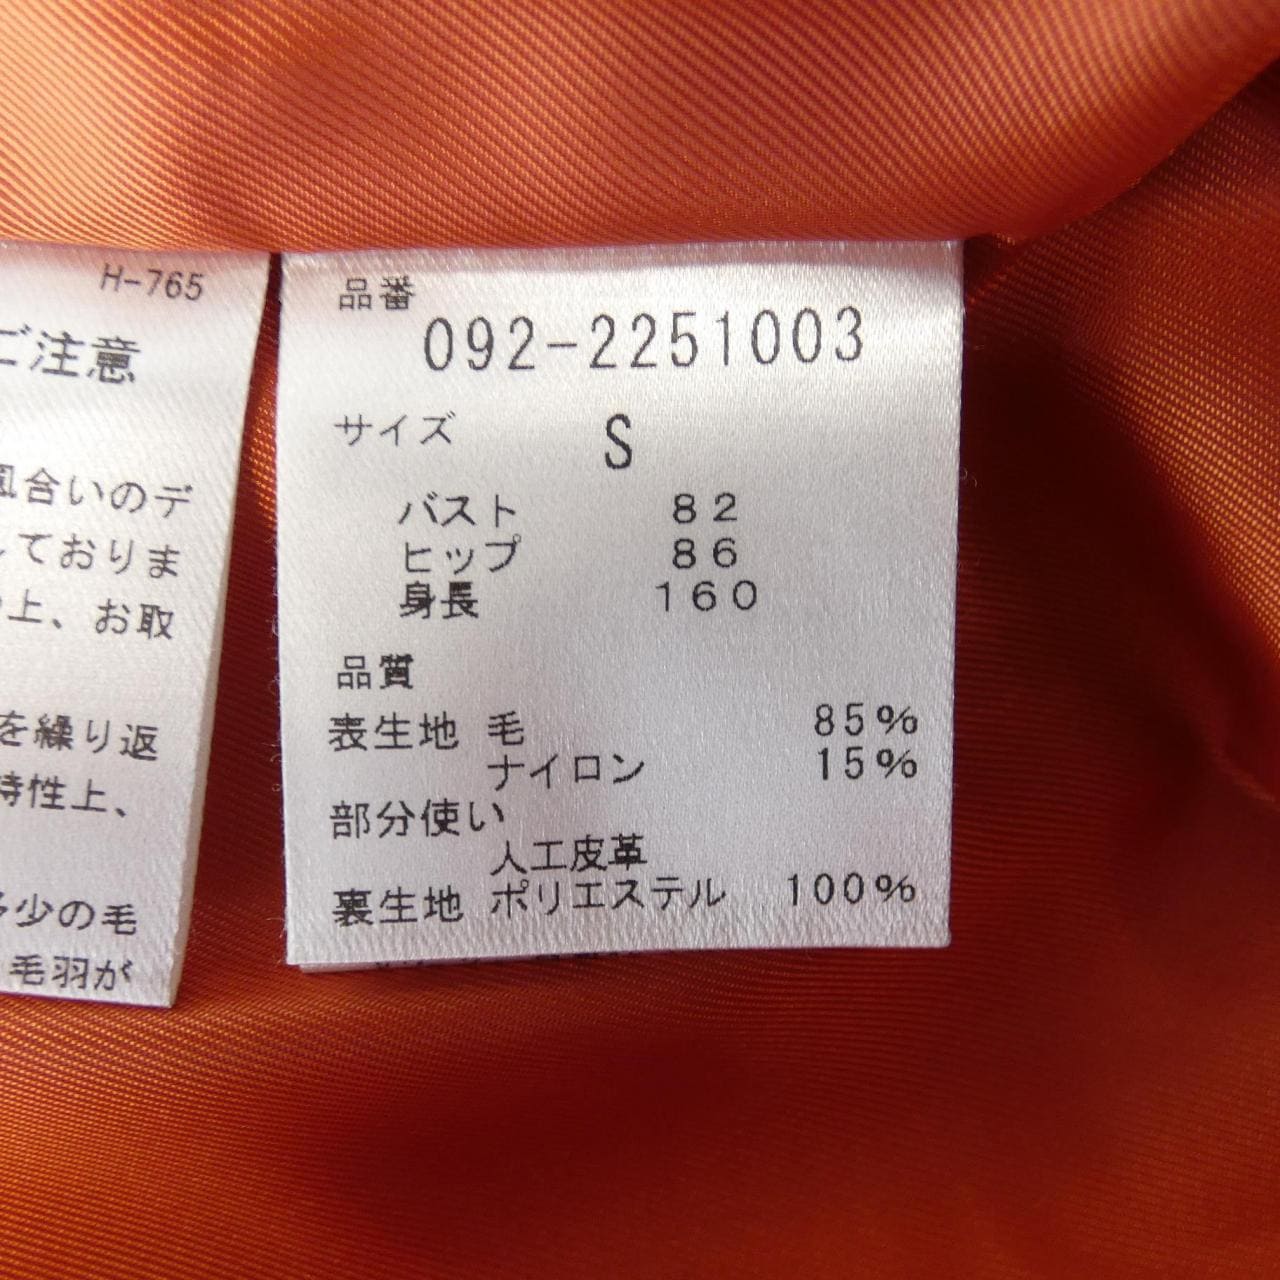 H-765
ご注意
風合いのデ
しておりま
上、お取
を繰り返
特性上、
多少の毛
毛羽が
品番
092-2251003
サイズ S
バスト 82
ヒップ 86
身長 160
品質
表生地 毛 85%
ナイロン 15%
部分使い
人工皮革
裏生地 ポリエステル 100%